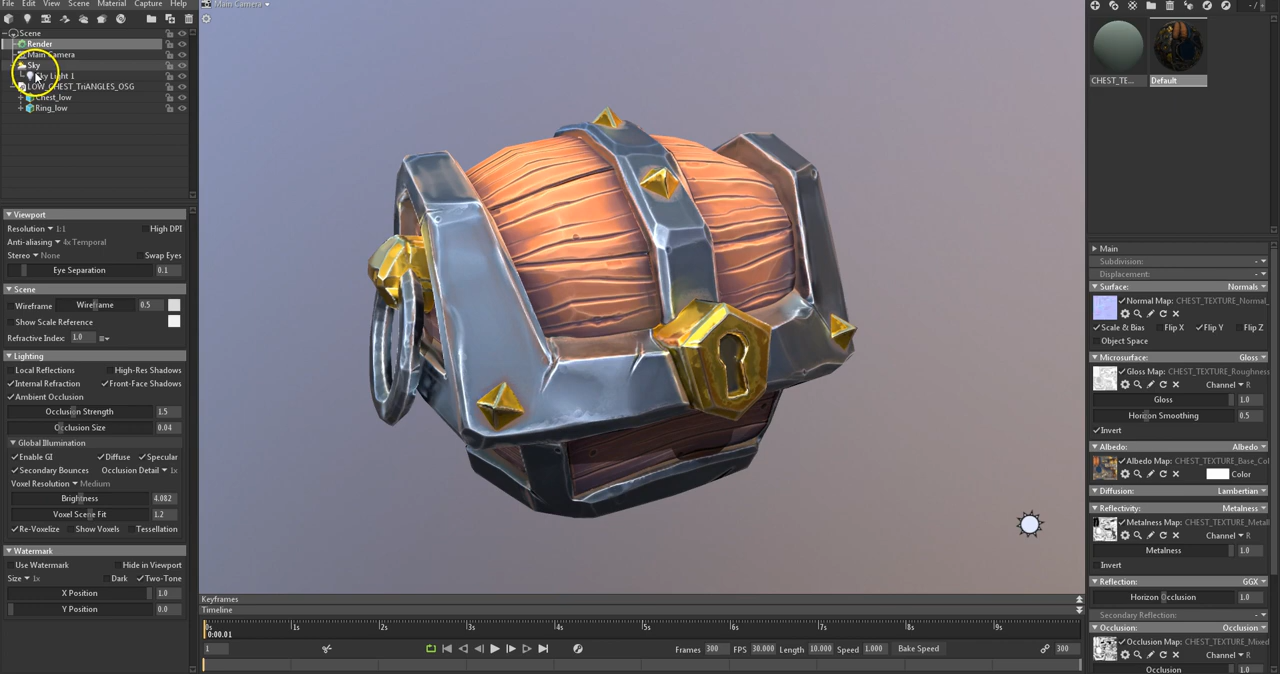 File Edit View Scene Material Capture Help
Main Camera
- / -
Scene
Render
Main Camera
Sky
Sky Light 1
LOW_CHEST_TriANGLES_OSG
Chest_low
Ring_low
CHEST_TE...
Default
Viewport
Resolution 1:1 High DPI
Anti-aliasing 4x Temporal
Stereo None Swap Eyes
Eye Separation 0.1
Scene
Wireframe Wireframe 0.5
Show Scale Reference
Refractive Index: 1.0
Lighting
Local Reflections High-Res Shadows
Internal Refraction Front-Face Shadows
Ambient Occlusion
Occlusion Strength 1.5
Occlusion Size 0.04
Global Illumination
Enable GI Diffuse Specular
Secondary Bounces Occlusion Detail 1x
Voxel Resolution Medium
Brightness 4.082
Voxel Scene Fit 1.2
Re-Voxelize Show Voxels Tessellation
Watermark
Use Watermark Hide in Viewport
Size 1x Dark Two-Tone
X Position 1.0
Y Position 0.0
Main
Subdivision: -
Displacement: -
Surface: Normals
Normal Map: CHEST_TEXTURE_Normal_
Scale & Bias Flip X Flip Y Flip Z
Object Space
Microsurface: Gloss
Gloss Map: CHEST_TEXTURE_Roughness
Channel R
Gloss 1.0
Horizon Smoothing 0.5
Invert
Albedo: Albedo
Albedo Map: CHEST_TEXTURE_Base_Col
Color
Diffusion: Lambertian
Reflectivity: Metalness
Metalness Map: CHEST_TEXTURE_Metall
Channel R
Metalness 1.0
Invert
Reflection: GGX
Horizon Occlusion 1.0
Secondary Reflection: -
Occlusion: Occlusion
Occlusion Map: CHEST_TEXTURE_Mixed
Channel R
Occlusion 1.0
Keyframes
Timeline
0s 1s 2s 3s 4s 5s 6s 7s 8s 9s
0:00.01
1 Frames 300 FPS 30.000 Length 10.000 Speed 1.000 Bake Speed 300